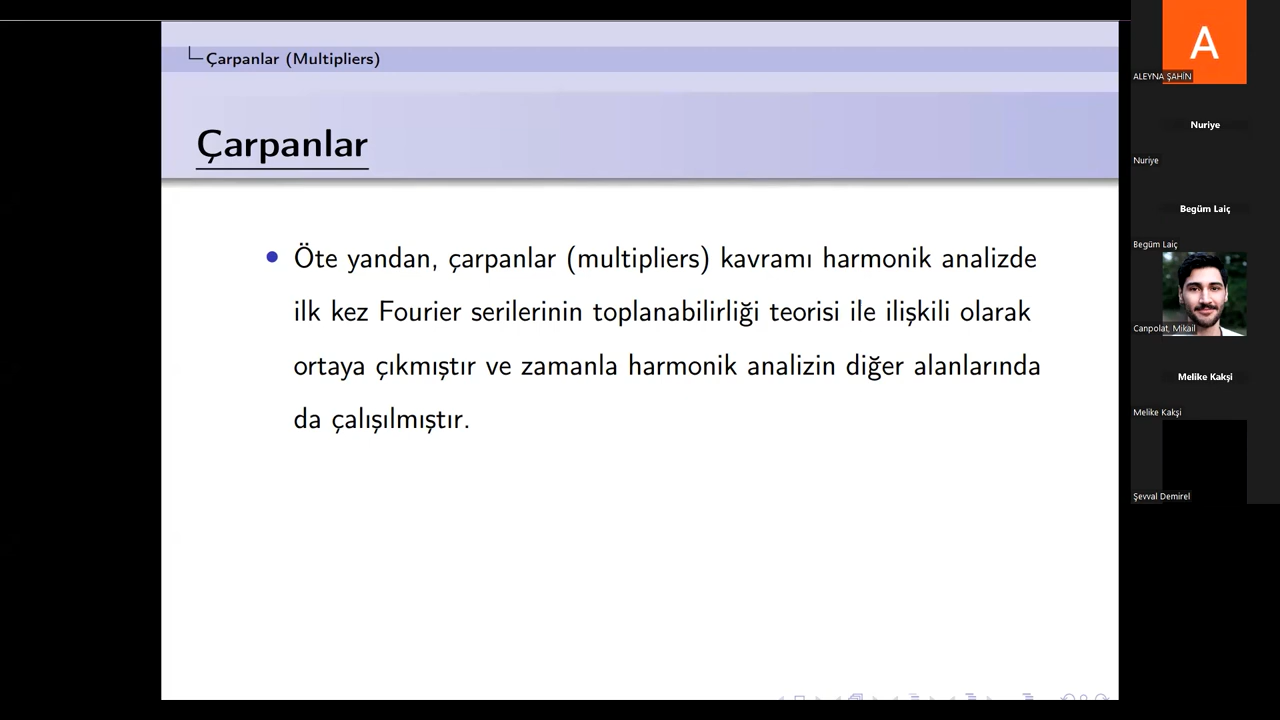 Çarpanlar (Multipliers)
Çarpanlar
Öte yandan, çarpanlar (multipliers) kavramı harmonik analizde
ilk kez Fourier serilerinin toplanabilirliği teorisi ile ilişkili olarak
ortaya çıkmıştır ve zamanla harmonik analizin diğer alanlarında
da çalışılmıştır.
A
ALEYNA ŞAHİN
Nuriye
Nuriye
Begüm Laiç
Begüm Laiç
Canpolat, Mikail
Melike Kakşi
Melike Kakşi
Şevval Demirel